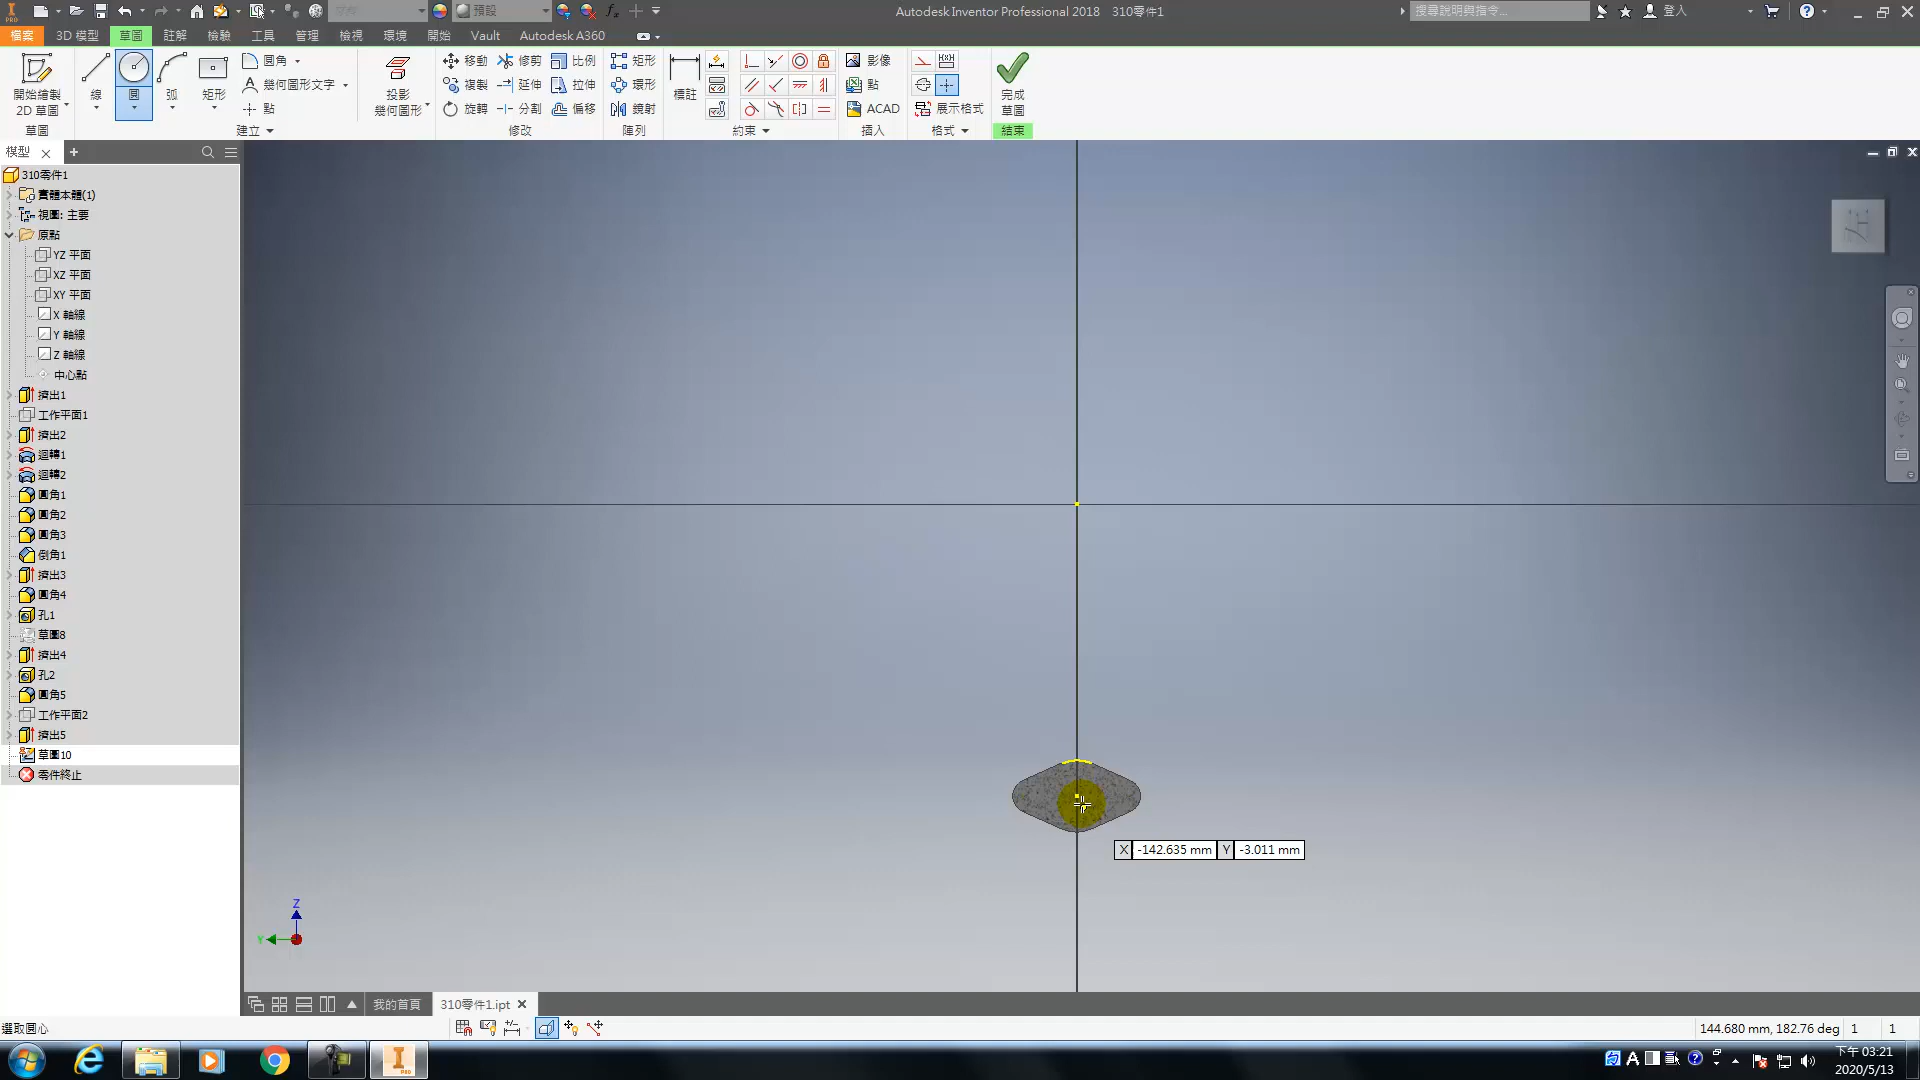 PRO
預設
fx
Autodesk Inventor Professional 2018 310零件1
搜尋說明與指令...
登入
檔案 3D 模型 草圖 註解 檢驗 工具 管理 檢視 環境 開始 Vault Autodesk A360
開始繪製
2D 草圖
草圖
線
圓
弧
矩形
圓角
幾何圖形文字
點
建立
投影
幾何圖形
移動 修剪 比例
複製 延伸 拉伸
旋轉 分割 偏移
修改
矩形
環形
鏡射
陣列
標註
約束
影像
點
ACAD
插入
展示格式
格式
完成
草圖
結束
模型
310零件1
實體本體(1)
視圖: 主要
原點
YZ 平面
XZ 平面
XY 平面
X 軸線
Y 軸線
Z 軸線
中心點
擠出1
工作平面1
擠出2
迴轉1
迴轉2
圓角1
圓角2
圓角3
倒角1
擠出3
圓角4
孔1
草圖8
擠出4
孔2
圓角5
工作平面2
擠出5
草圖10
零件終止
X -142.635 mm Y -3.011 mm
Z
Y
我的首頁 310零件1.ipt
選取圓心
144.680 mm, 182.76 deg 1 1
A
下午 03:21
2020/5/13